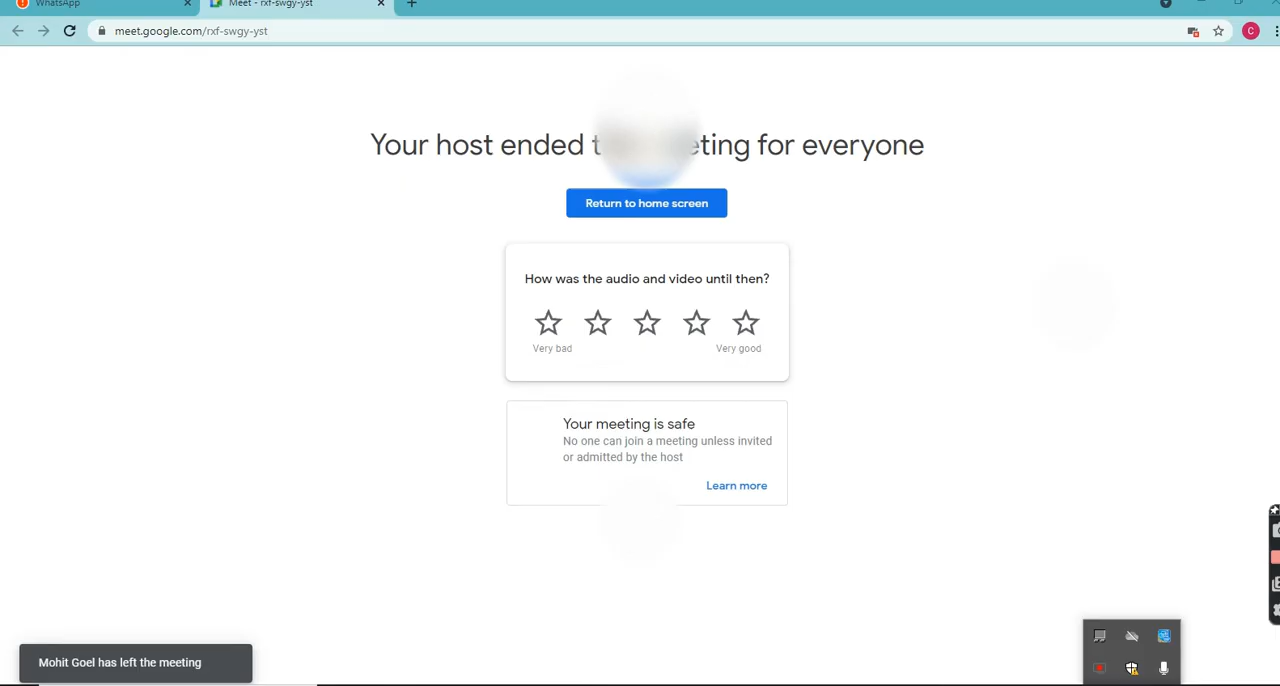 WhatsApp
Meet - rxf-swgy-yst
meet.google.com/rxf-swgy-yst
C
Your host ended eting for everyone
Return to home screen
How was the audio and video until then?
Very bad
Very good
Your meeting is safe
No one can join a meeting unless invited
or admitted by the host
Learn more
Mohit Goel has left the meeting